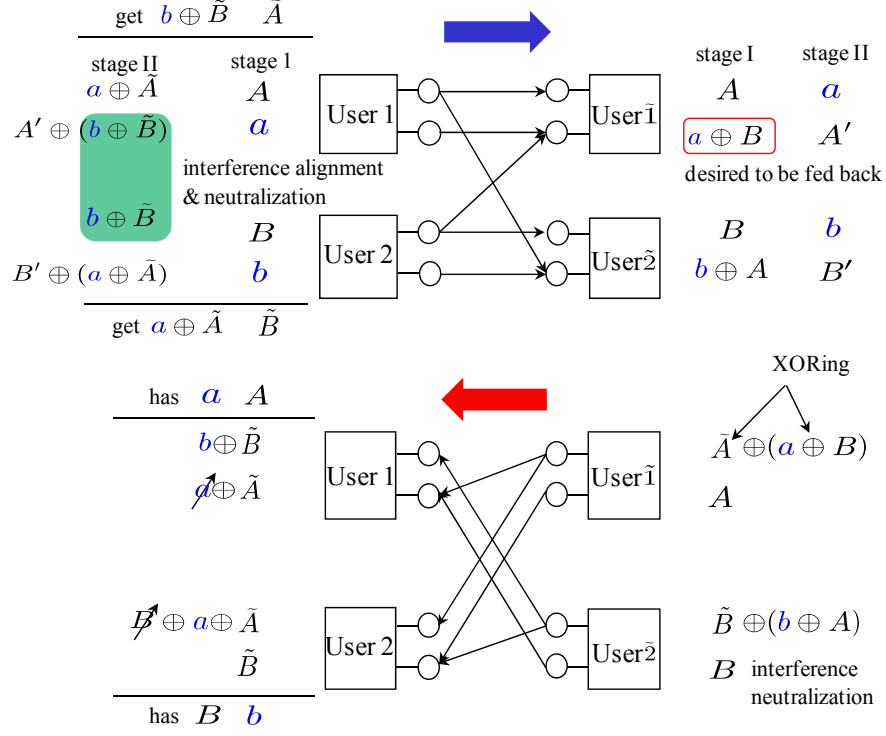 get b ⊕ B̃ Ã
stage II stage 1
a ⊕ Ã A
A′ ⊕ (b ⊕ B̃) a
interference alignment
& neutralization
b ⊕ B̃ B
B′ ⊕ (a ⊕ Ã) b
get a ⊕ Ã B̃
User 1
User 2
User 1̃
User 2̃
stage I stage II
A a
a ⊕ B A′
desired to be fed back
B b
b ⊕ A B′
XORing
has a A
b⊕ B̃
a⊕ Ã
B ⊕ a⊕ Ã
B̃
has B b
User 1
User 2
User 1̃
User 2̃
Ã ⊕(a ⊕ B)
A
B̃ ⊕(b ⊕ A)
B interference
neutralization